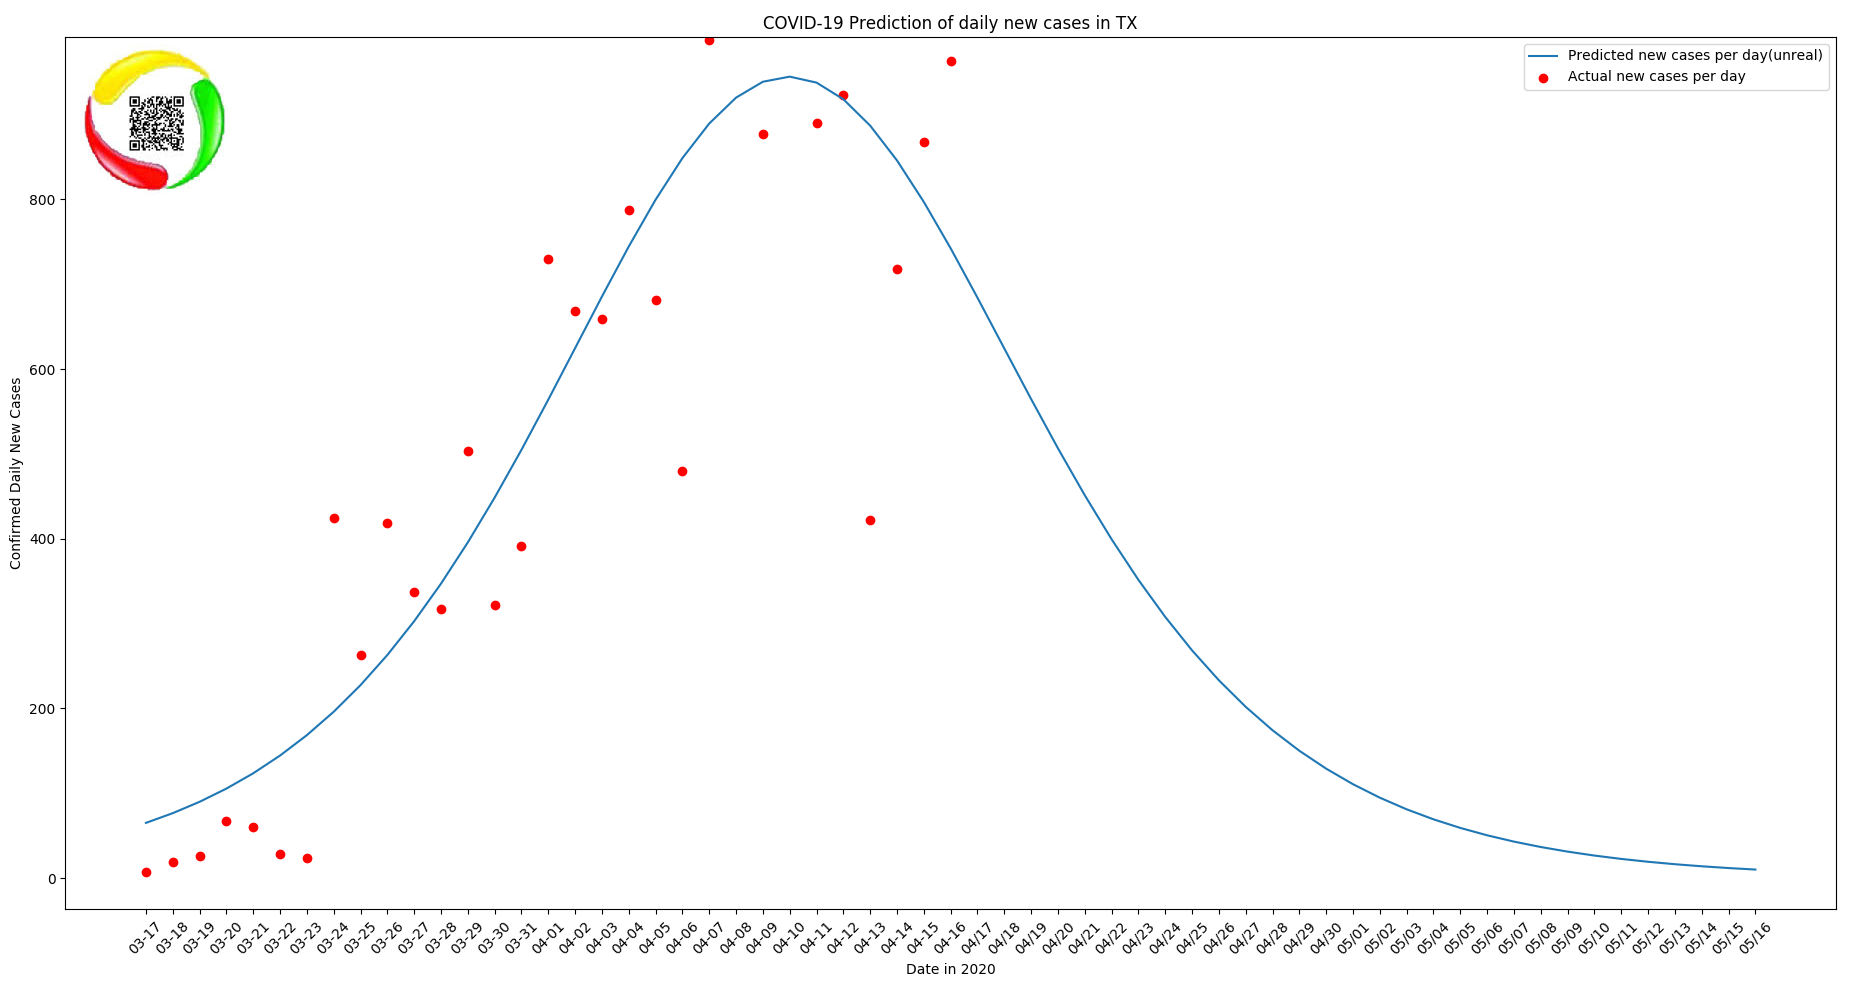 COVID-19 Prediction of daily new cases in TX
Predicted new cases per day(unreal)
Actual new cases per day
Confirmed Daily New Cases
800
600
400
200
0
03-17 03-18 03-19 03-20 03-21 03-22 03-23 03-24 03-25 03-26 03-27 03-28 03-29 03-30 03-31 04-01 04-02 04-03 04-04 04-05 04-06 04-07 04-08 04-09 04-10 04-11 04-12 04-13 04-14 04-15 04-16 04/17 04/18 04/19 04/20 04/21 04/22 04/23 04/24 04/25 04/26 04/27 04/28 04/29 04/30 05/01 05/02 05/03 05/04 05/05 05/06 05/07 05/08 05/09 05/10 05/11 05/12 05/13 05/14 05/15 05/16
Date in 2020